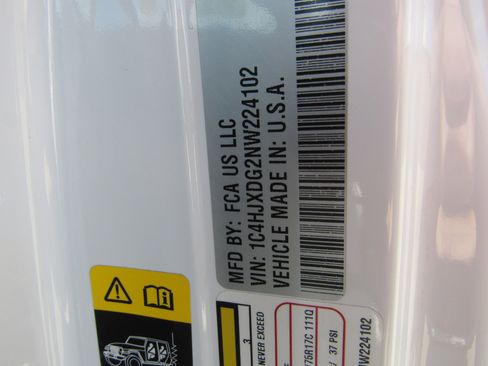 MFD BY: FCA US LLC
VIN: 1C4HJXDG2NW224102
VEHICLE MADE IN: U.S.A.
3
NEVER EXCEED
75R17C 111Q
/ 37 PSI
NW224102